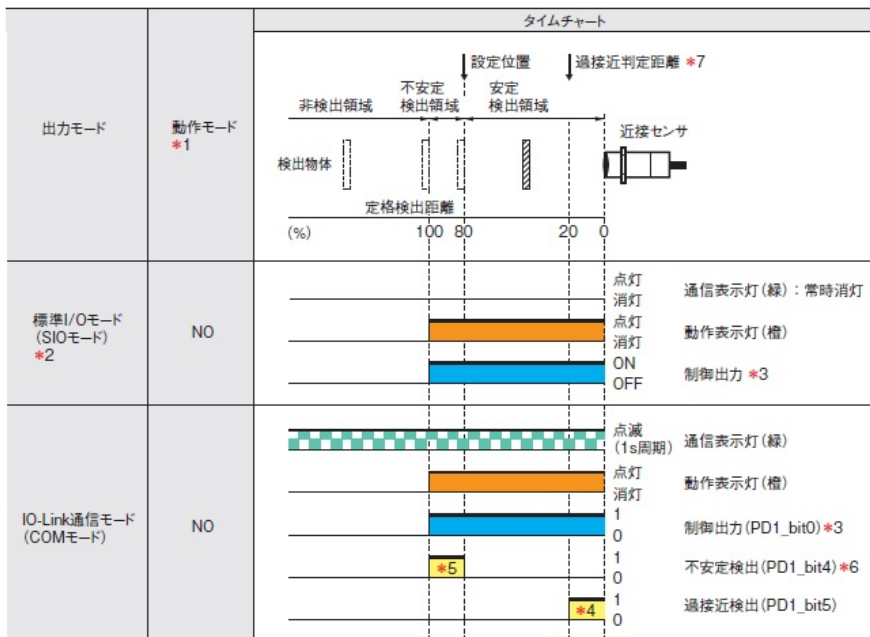 タイムチャート
出力モード
動作モード
*1
設定位置
過接近判定距離 *7
不安定
検出領域
安定
検出領域
非検出領域
近接センサ
検出物体
定格検出距離
(%)
100 80 20 0
標準I/Oモード
(SIOモード)
*2
NO
点灯
消灯
通信表示灯(緑)：常時消灯
点灯
消灯
動作表示灯(橙)
ON
OFF
制御出力 *3
IO-Link通信モード
(COMモード)
NO
点滅
(1s周期)
通信表示灯(緑)
点灯
消灯
動作表示灯(橙)
1
0
制御出力(PD1_bit0)*3
*5
1
0
不安定検出(PD1_bit4)*6
*4
1
0
過接近検出(PD1_bit5)